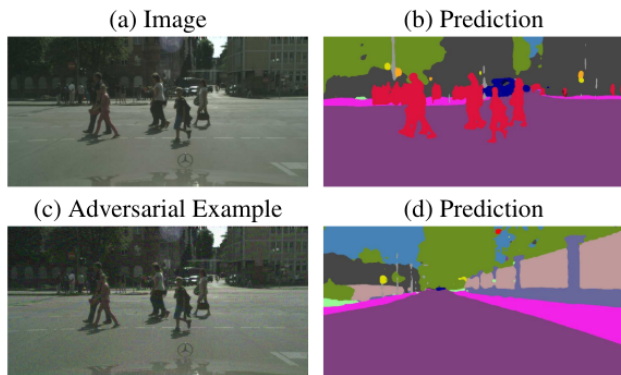 (a) Image
(b) Prediction
(c) Adversarial Example
(d) Prediction